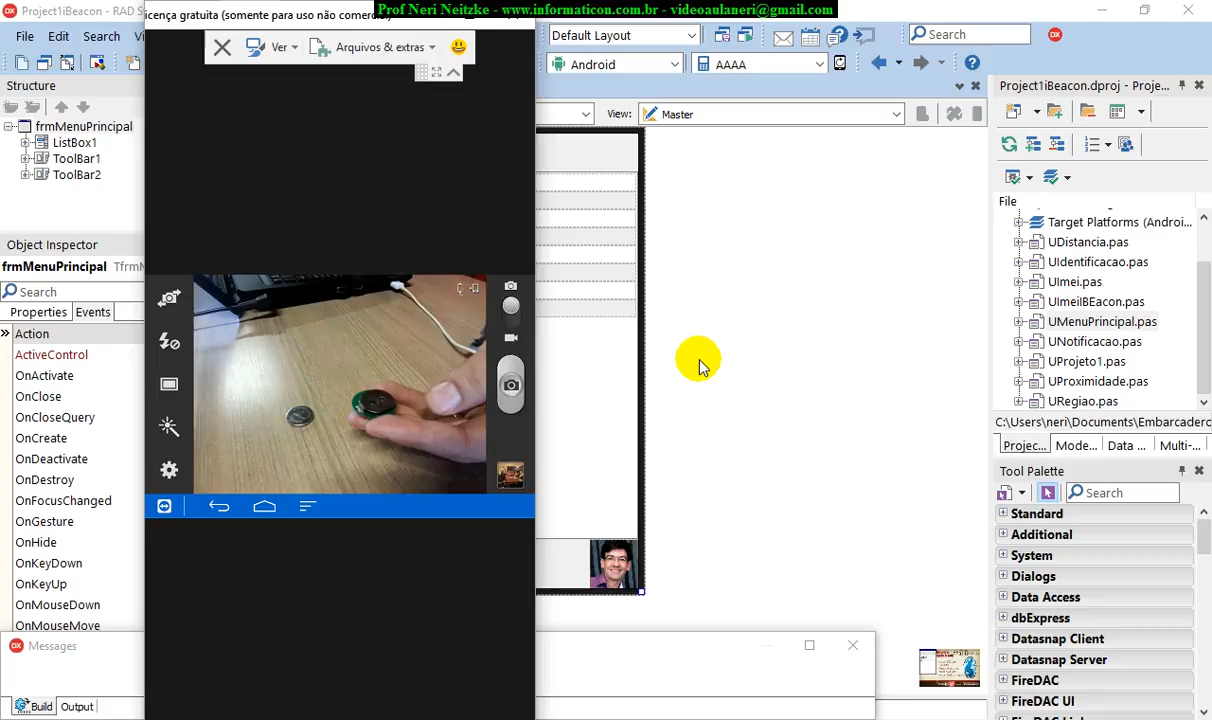 Project1iBeacon - RAD S
icença gratuita (somente para uso não comercial)
Prof Neri Neitzke - www.informaticon.com.br - videoaulaneri@gmail.com
File Edit Search
Ver
Arquivos & extras
Default Layout
Search
Android
AAAA
Structure
frmMenuPrincipal
ListBox1
ToolBar1
ToolBar2
View:
Master
Project1iBeacon.dproj - Proje...
File
Target Platforms (Androi...
UDistancia.pas
UIdentificacao.pas
UImei.pas
UImeiIBEacon.pas
UMenuPrincipal.pas
UNotificacao.pas
UProjeto1.pas
UProximidade.pas
URegiao.pas
C:\Users\neri\Documents\Embarcaderc
Projec... Mode... Data ... Multi-...
Object Inspector
frmMenuPrincipal TfrmM
Search
Properties Events
Action
ActiveControl
OnActivate
OnClose
OnCloseQuery
OnCreate
OnDeactivate
OnDestroy
OnFocusChanged
OnGesture
OnHide
OnKeyDown
OnKeyUp
OnMouseDown
OnMouseMove
Tool Palette
Search
Standard
Additional
System
Dialogs
Data Access
dbExpress
Datasnap Client
Datasnap Server
FireDAC
FireDAC UI
Messages
Build Output